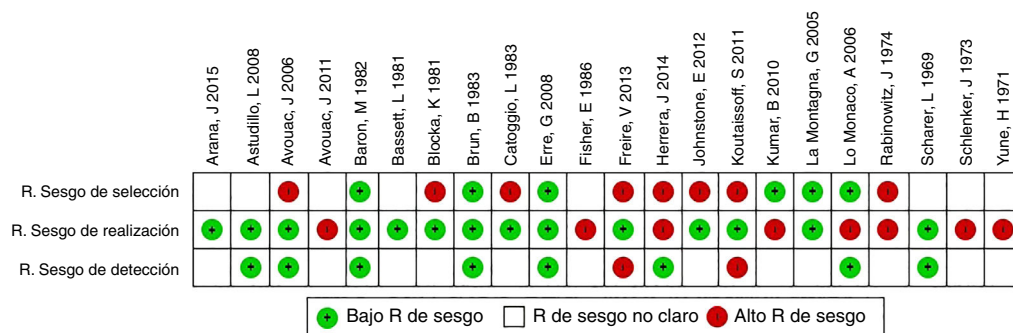 Arana, J 2015
Astudillo, L 2008
Avouac, J 2006
Avouac, J 2011
Baron, M 1982
Bassett, L 1981
Blocka, K 1981
Brun, B 1983
Catoggio, L 1983
Erre, G 2008
Fisher, E 1986
Freire, V 2013
Herrera, J 2014
Johnstone, E 2012
Koutaissoff, S 2011
Kumar, B 2010
La Montagna, G 2005
Lo Monaco, A 2006
Rabinowitz, J 1974
Scharer, L 1969
Schlenker, J 1973
Yune, H 1971
R. Sesgo de selección
- + - - + + - - - - + + + -
R. Sesgo de realización
+ + + - + + + + + + - + - + + - + - - + - -
R. Sesgo de detección
+ + + + + - + - + +
+ Bajo R de sesgo R de sesgo no claro - Alto R de sesgo